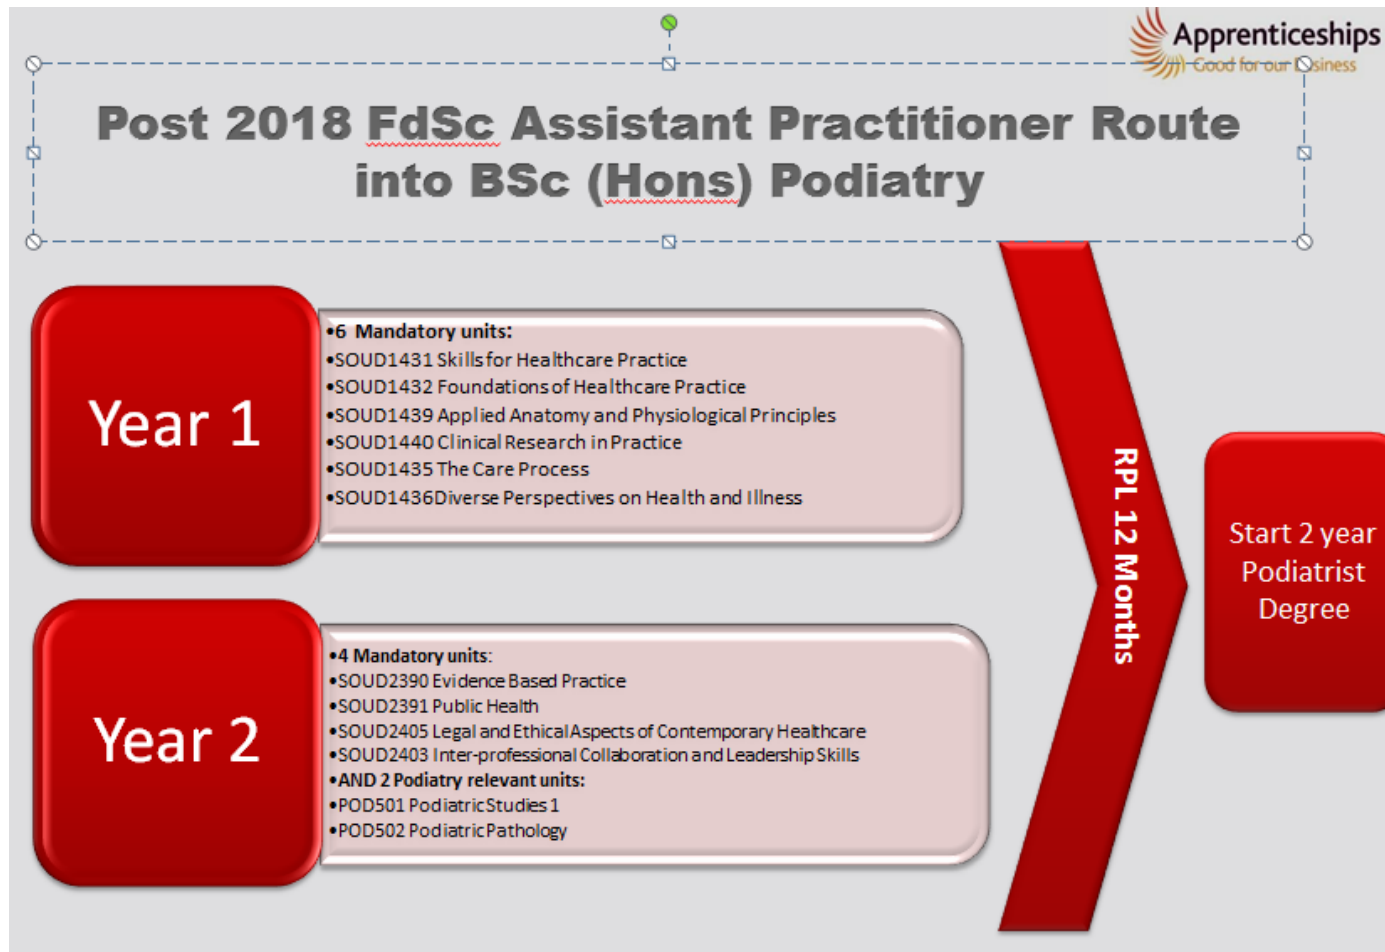 Apprenticeships
Good for our Business
Post 2018 FdSc Assistant Practitioner Route
into BSc (Hons) Podiatry
Year 1
•6 Mandatory units:
•SOUD1431 Skills for Healthcare Practice
•SOUD1432 Foundations of Healthcare Practice
•SOUD1439 Applied Anatomy and Physiological Principles
•SOUD1440 Clinical Research in Practice
•SOUD1435 The Care Process
•SOUD1436Diverse Perspectives on Health and Illness
Year 2
•4 Mandatory units:
•SOUD2390 Evidence Based Practice
•SOUD2391 Public Health
•SOUD2405 Legal and Ethical Aspects of Contemporary Healthcare
•SOUD2403 Inter-professional Collaboration and Leadership Skills
•AND 2 Podiatry relevant units:
•POD501 Podiatric Studies 1
•POD502 Podiatric Pathology
RPL 12 Months
Start 2 year
Podiatrist
Degree